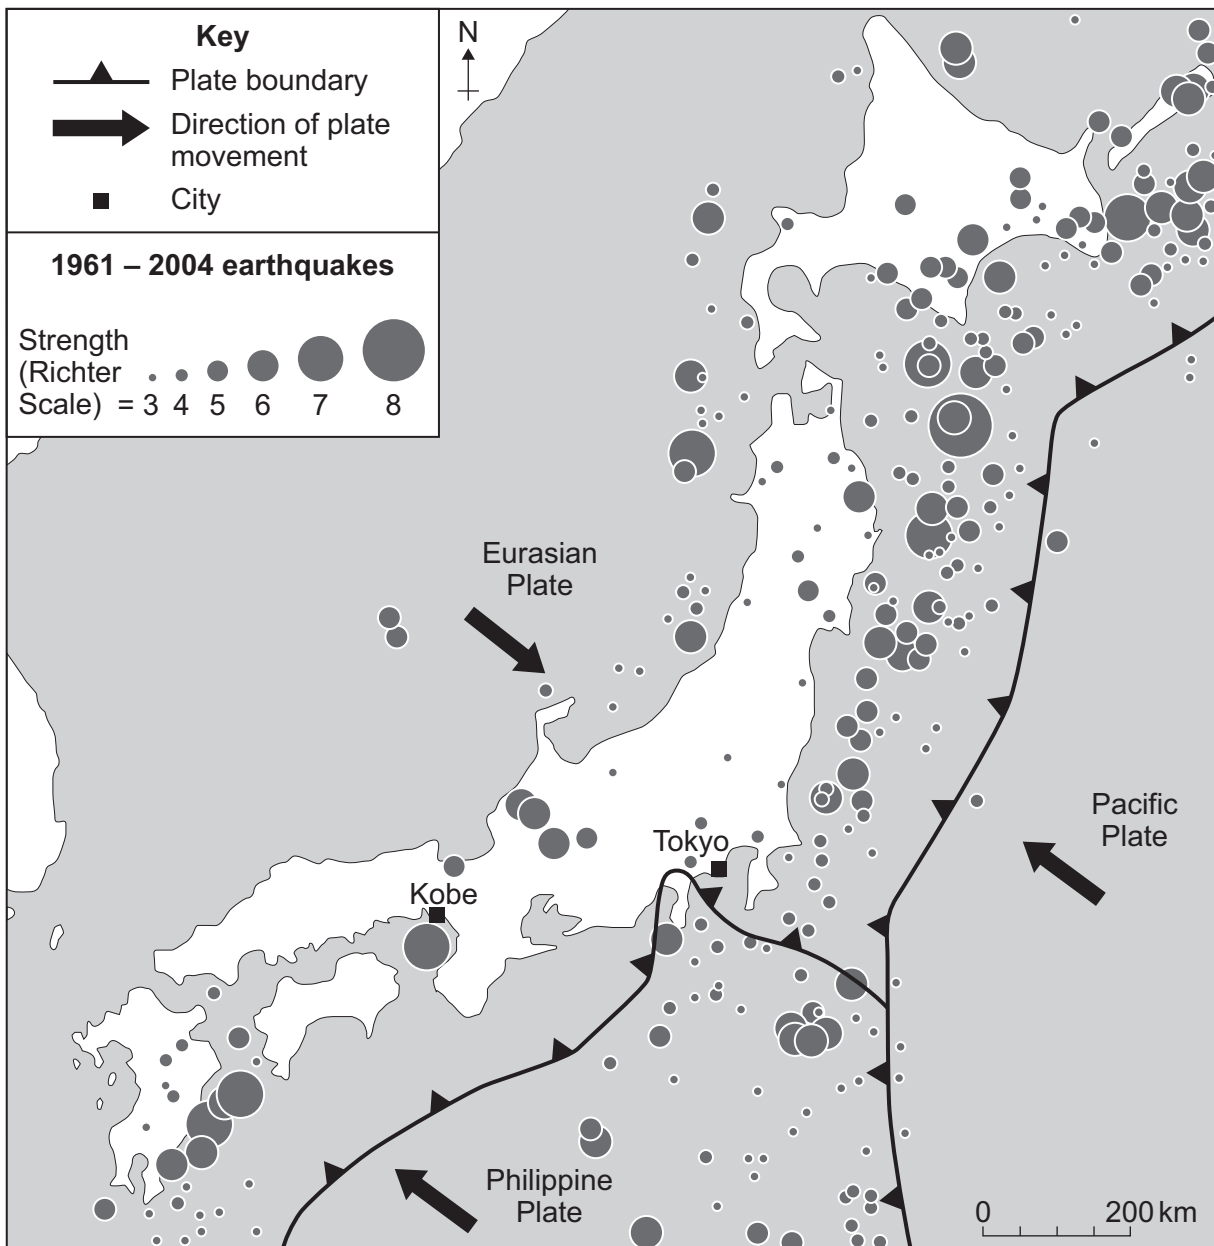 Key
Plate boundary
Direction of plate
movement
City
1961 – 2004 earthquakes
Strength
(Richter
Scale) = 3 4 5 6 7 8
N
Eurasian
Plate
Pacific
Plate
Tokyo
Kobe
Philippine
Plate
0 200 km